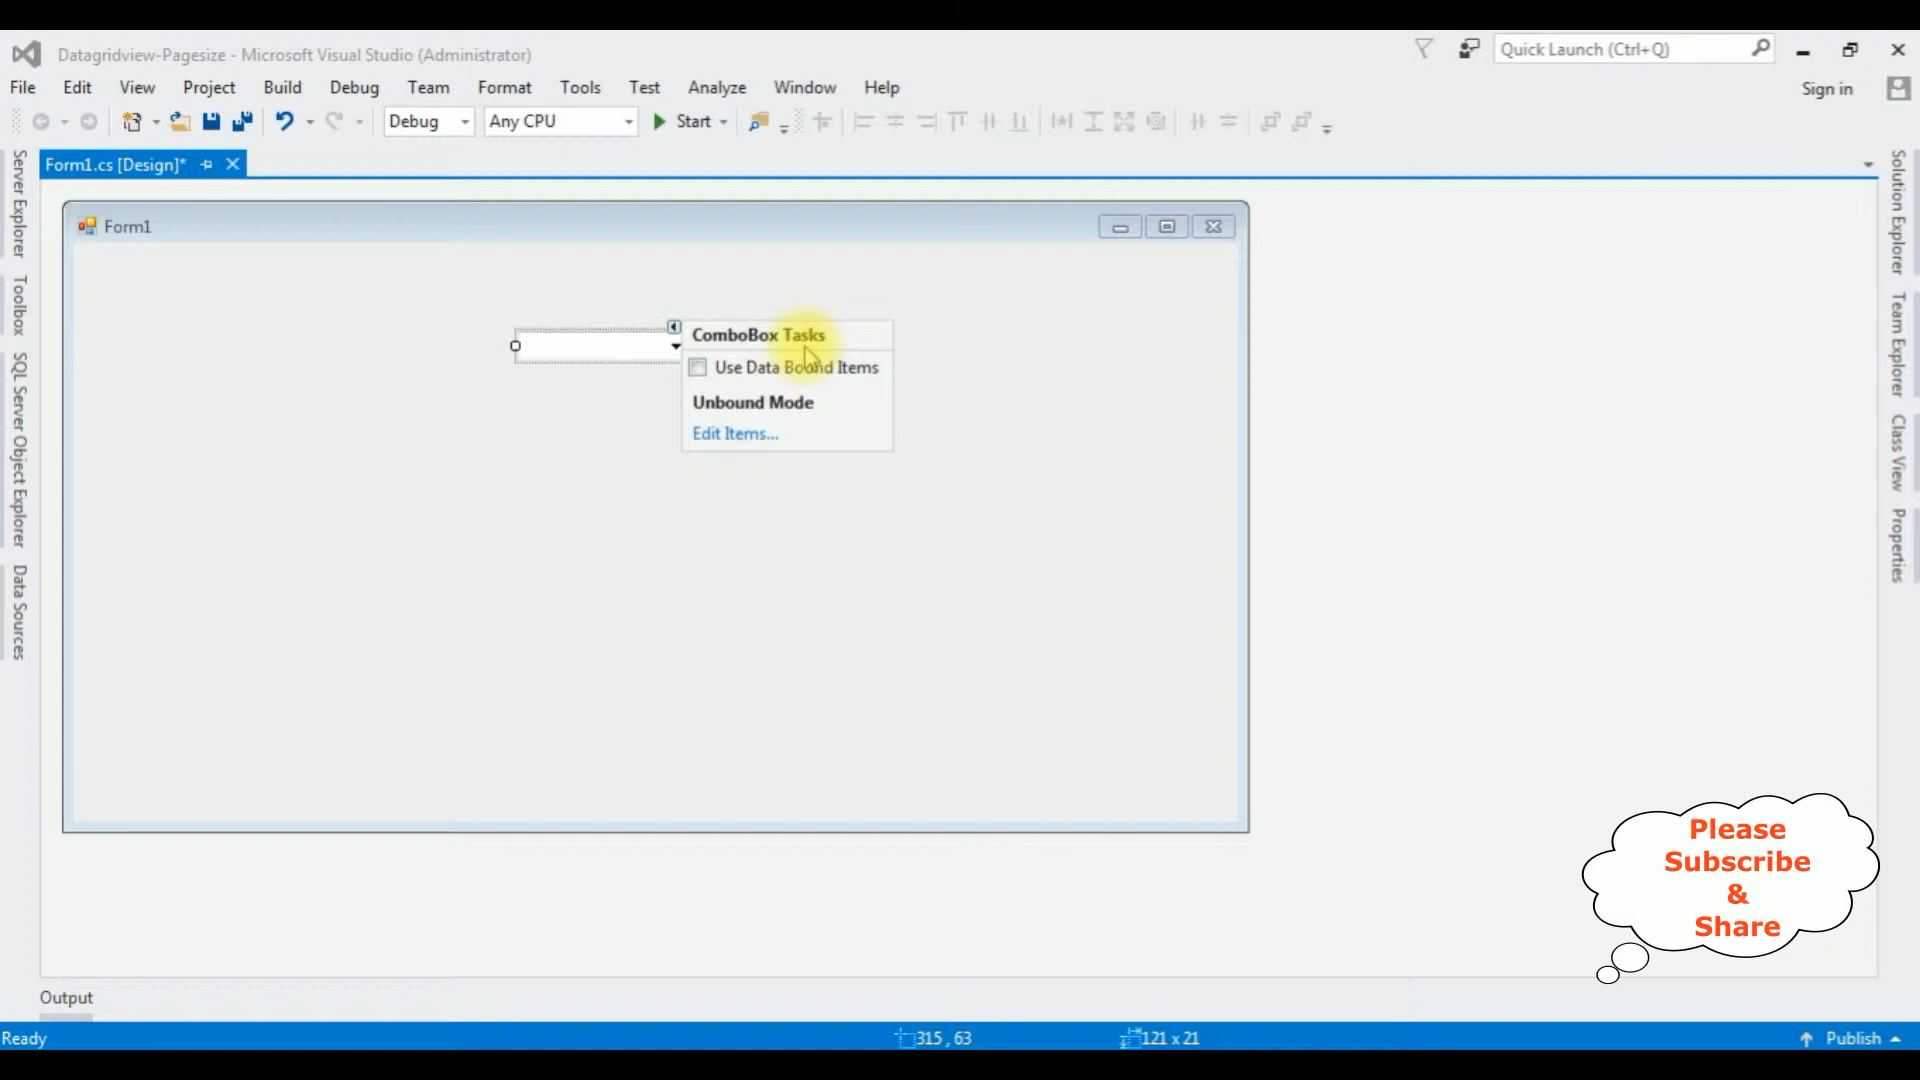 Datagridview-Pagesize - Microsoft Visual Studio (Administrator)
Quick Launch (Ctrl+Q)
File Edit View Project Build Debug Team Format Tools Test Analyze Window Help
Sign in
Debug Any CPU Start
Form1.cs [Design]*
Server Explorer
Toolbox
SQL Server Object Explorer
Data Sources
Form1
ComboBox Tasks
Use Data Bound Items
Unbound Mode
Edit Items...
Solution Explorer
Team Explorer
Class View
Properties
Please
Subscribe
&
Share
Output
Ready 315 , 63 121 x 21 Publish